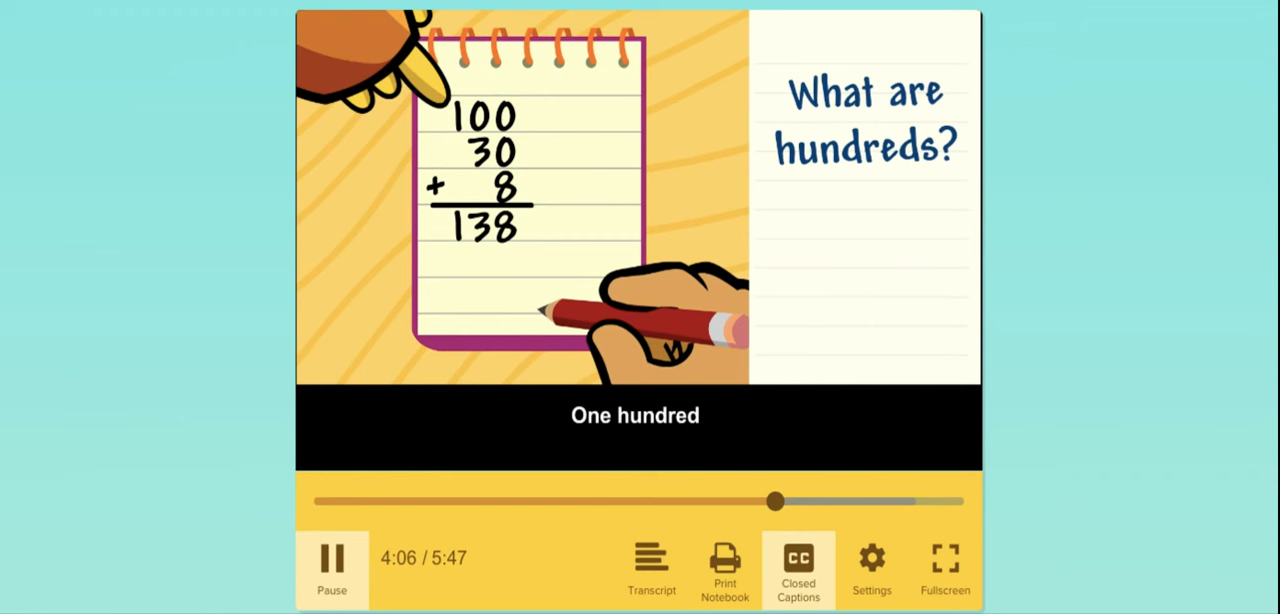 100
30
+ 8
138
What are
hundreds?
One hundred
4:06 / 5:47
Pause
Transcript
Print
Notebook
CC
Closed
Captions
Settings
Fullscreen